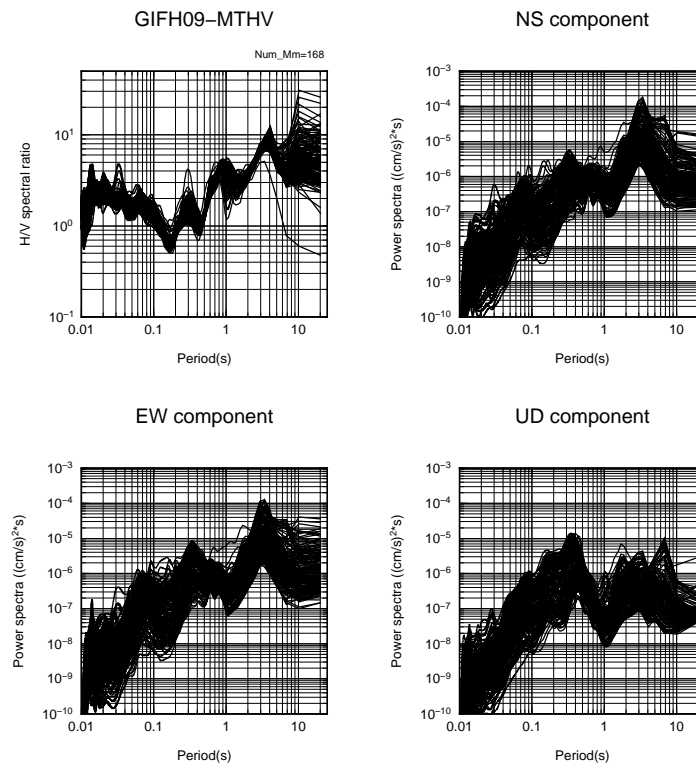 GIFH09−MTHV
Num_Mm=168
H/V spectral ratio
10¹
10⁰
10⁻¹
0.01 0.1 1 10
Period(s)
NS component
Power spectra ((cm/s)²*s)
10⁻³
10⁻⁴
10⁻⁵
10⁻⁶
10⁻⁷
10⁻⁸
10⁻⁹
10⁻¹⁰
0.01 0.1 1 10
Period(s)
EW component
Power spectra ((cm/s)²*s)
10⁻³
10⁻⁴
10⁻⁵
10⁻⁶
10⁻⁷
10⁻⁸
10⁻⁹
10⁻¹⁰
0.01 0.1 1 10
Period(s)
UD component
Power spectra ((cm/s)²*s)
10⁻³
10⁻⁴
10⁻⁵
10⁻⁶
10⁻⁷
10⁻⁸
10⁻⁹
10⁻¹⁰
0.01 0.1 1 10
Period(s)